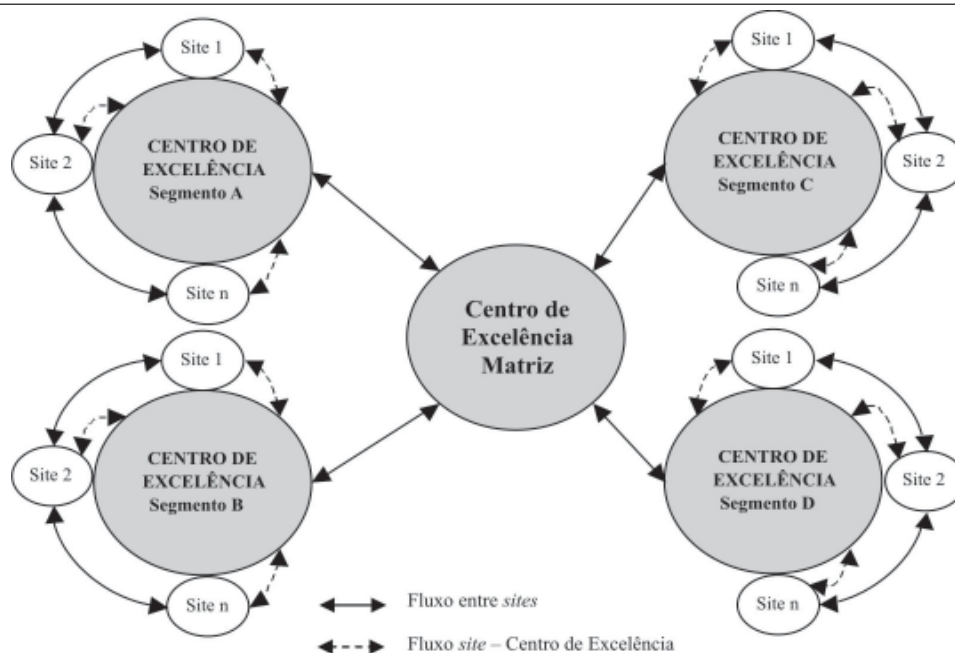 Site 1
Site 2
CENTRO DE
EXCELÊNCIA
Segmento A
Site n
Site 1
Site 2
CENTRO DE
EXCELÊNCIA
Segmento C
Site n
Centro de
Excelência
Matriz
Site 1
Site 2
CENTRO DE
EXCELÊNCIA
Segmento B
Site n
Site 1
Site 2
CENTRO DE
EXCELÊNCIA
Segmento D
Site n
Fluxo entre sites
Fluxo site – Centro de Excelência